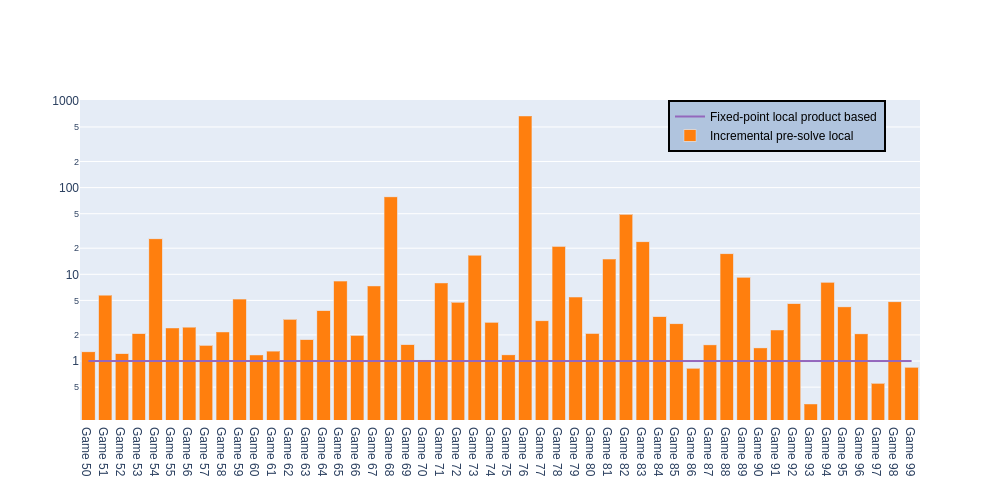 1000
5
2
100
5
2
10
5
2
1
5
Fixed-point local product based
Incremental pre-solve local
Game 50
Game 51
Game 52
Game 53
Game 54
Game 55
Game 56
Game 57
Game 58
Game 59
Game 60
Game 61
Game 62
Game 63
Game 64
Game 65
Game 66
Game 67
Game 68
Game 69
Game 70
Game 71
Game 72
Game 73
Game 74
Game 75
Game 76
Game 77
Game 78
Game 79
Game 80
Game 81
Game 82
Game 83
Game 84
Game 85
Game 86
Game 87
Game 88
Game 89
Game 90
Game 91
Game 92
Game 93
Game 94
Game 95
Game 96
Game 97
Game 98
Game 99